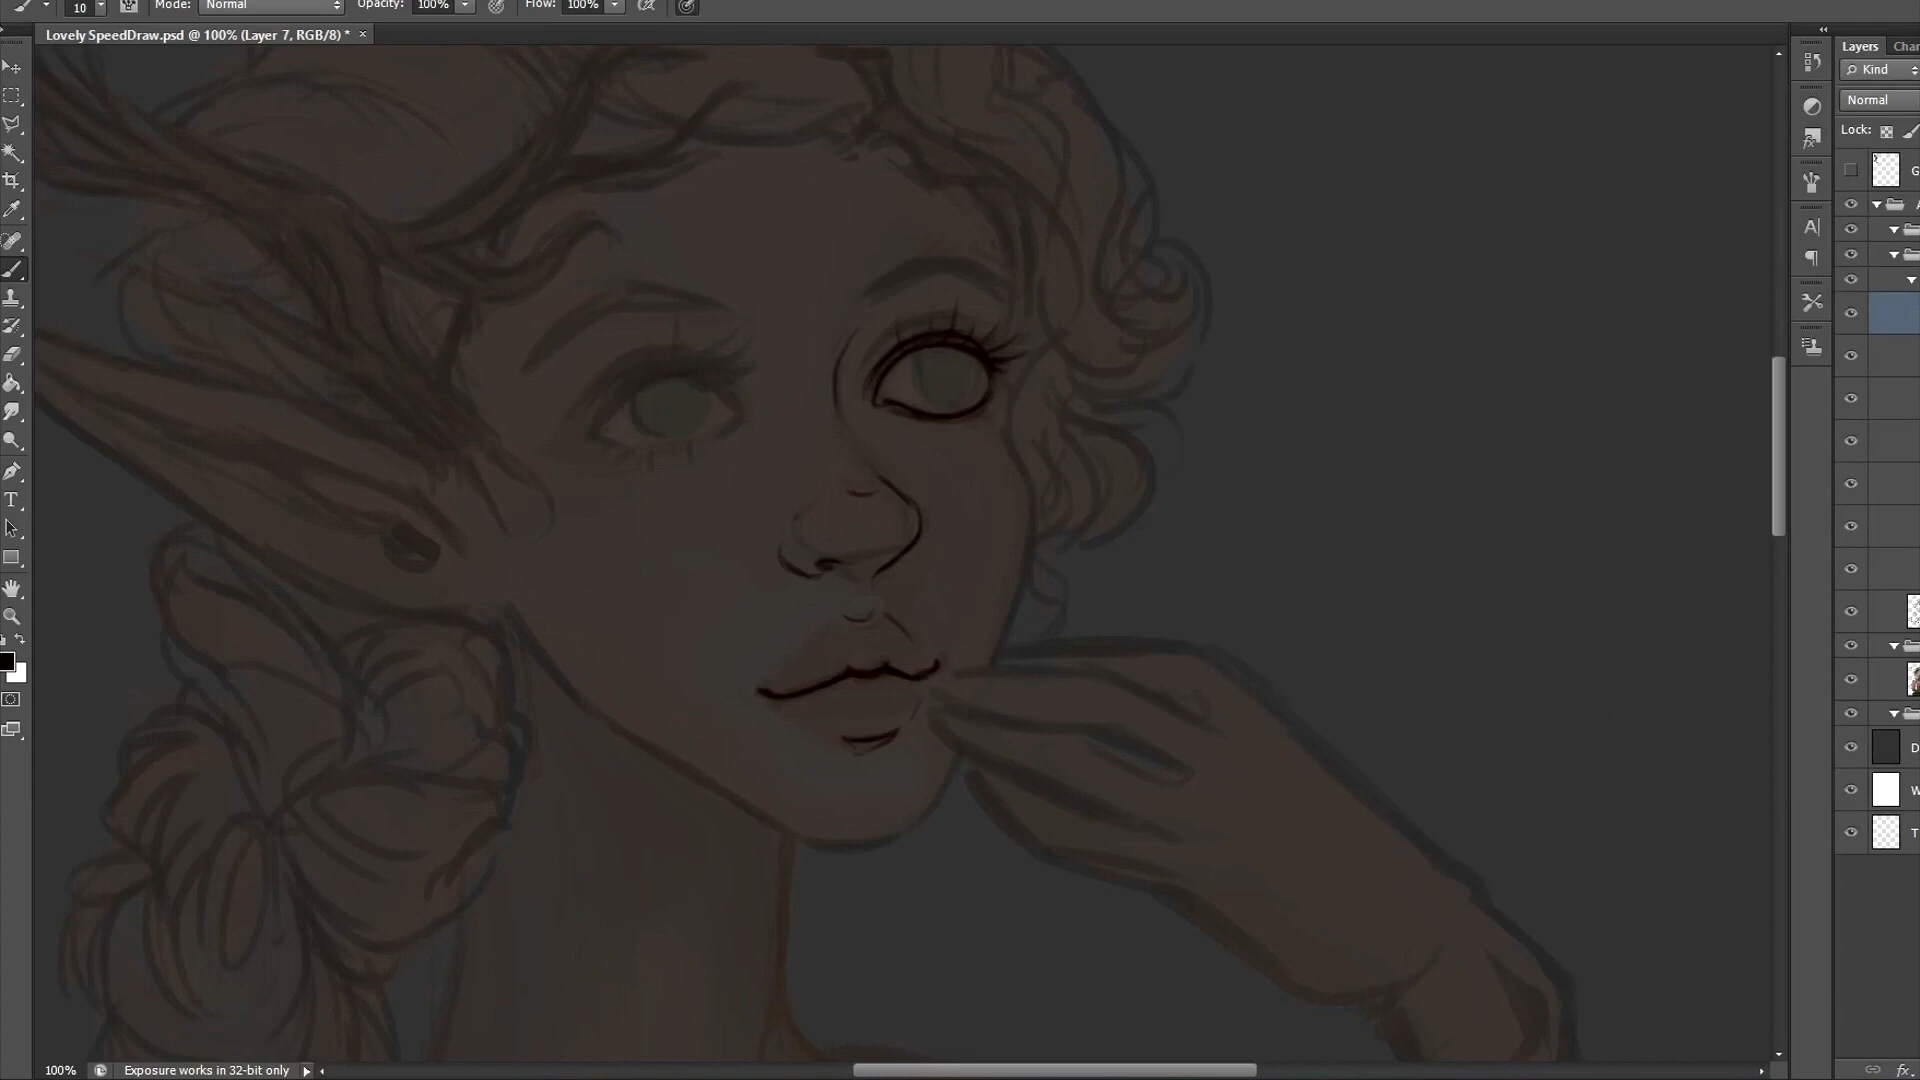 10 Mode: Normal Opacity: 100% Flow: 100%
Lovely SpeedDraw.psd @ 100% (Layer 7, RGB/8) * ×
Layers Char
Kind
Normal
Lock:
G
A
D
W
T
T
100% Exposure works in 32-bit only
fx.